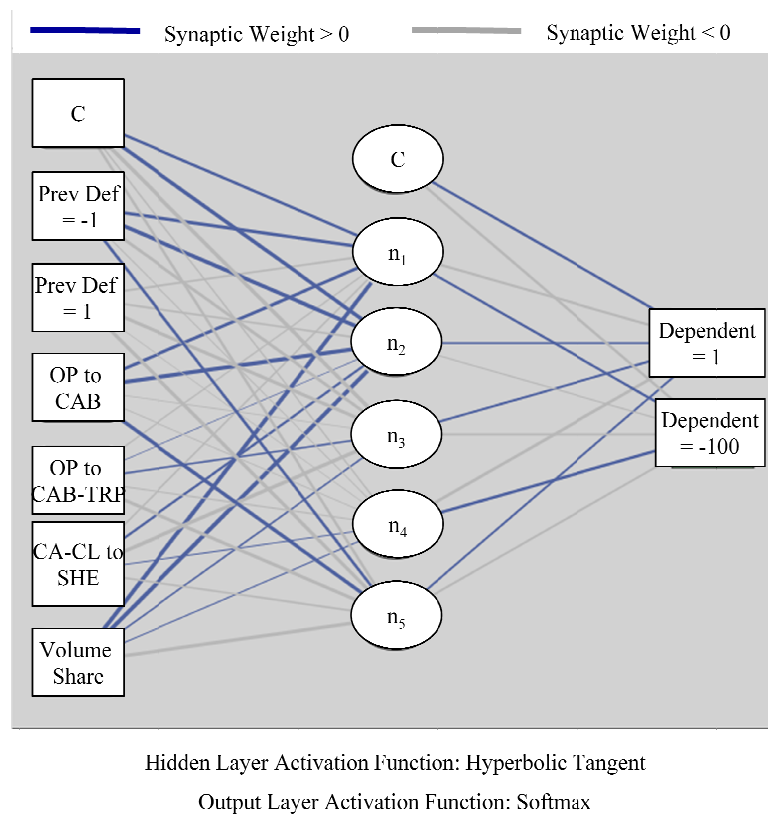 Synaptic Weight > 0
Synaptic Weight < 0
C
Prev Def
= -1
Prev Def
= 1
OP to
CAB
OP to
CAB-TRP
CA-CL to
SHE
Volume
Share
C
n1
n2
n3
n4
n5
Dependent
= 1
Dependent
= -100
Hidden Layer Activation Function: Hyperbolic Tangent
Output Layer Activation Function: Softmax